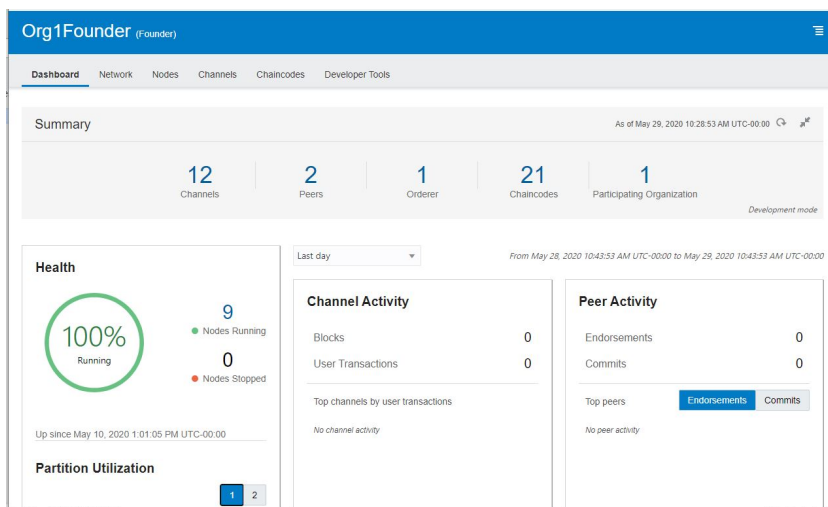 Org1Founder (Founder)
Dashboard Network Nodes Channels Chaincodes Developer Tools
Summary
As of May 29, 2020 10:28:53 AM UTC-00:00
12 2 1 21 1
Channels Peers Orderer Chaincodes Participating Organization
Development mode
Last day
From May 28, 2020 10:43:53 AM UTC-00:00 to May 29, 2020 10:43:53 AM UTC-00:00
Health
100%
Running
9
Nodes Running
0
Nodes Stopped
Up since May 10, 2020 1:01:05 PM UTC-00:00
Partition Utilization
1 2
Channel Activity
Blocks 0
User Transactions 0
Top channels by user transactions
No channel activity
Peer Activity
Endorsements 0
Commits 0
Top peers Endorsements Commits
No peer activity